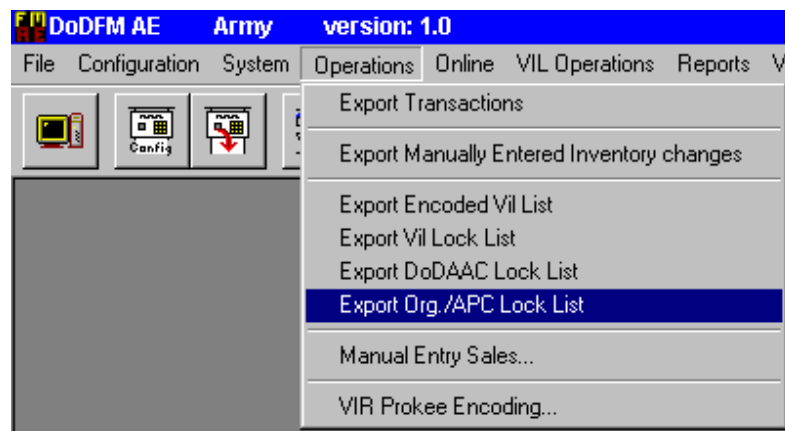 DoDFM AE Army version: 1.0
File Configuration System Operations Online VIL Operations Reports V
Config
Export Transactions
Export Manually Entered Inventory changes
Export Encoded Vil List
Export Vil Lock List
Export DoDAAC Lock List
Export Org./APC Lock List
Manual Entry Sales...
VIR Prokee Encoding...